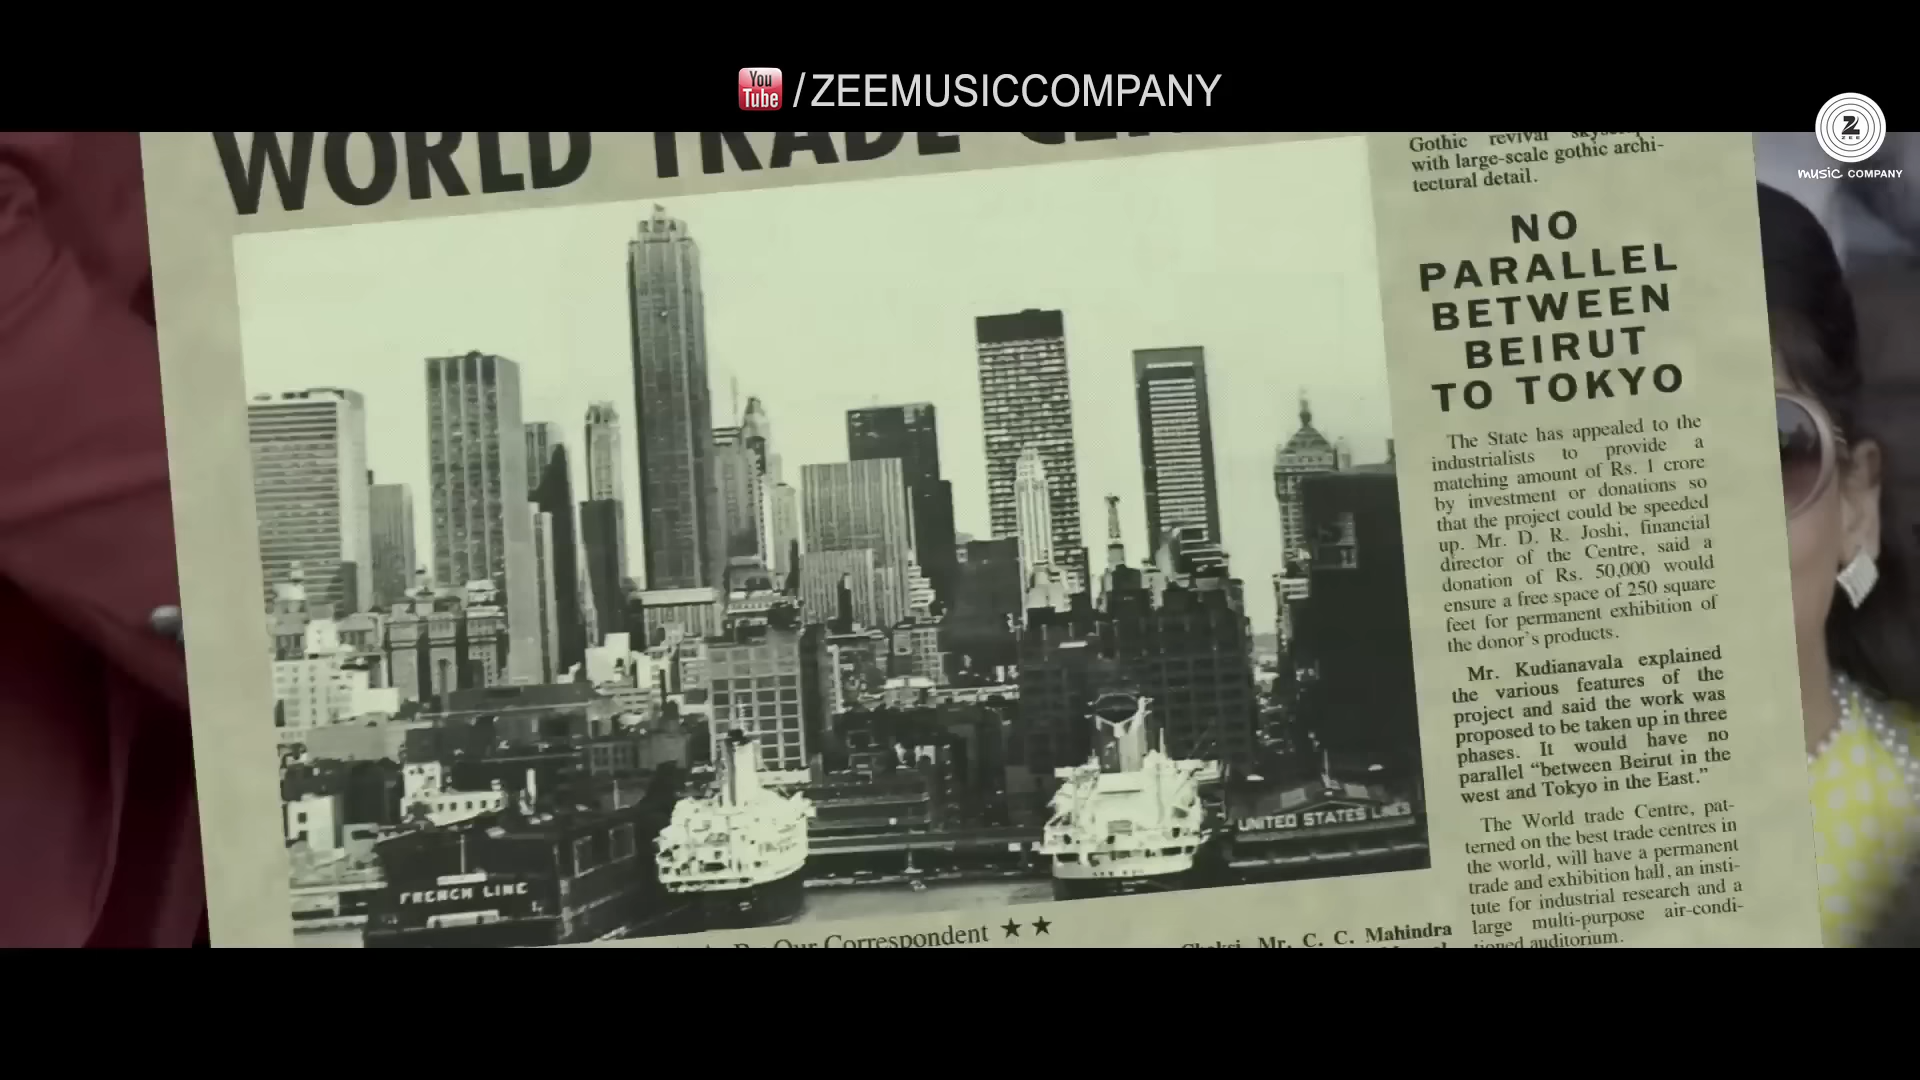 You
Tube /ZEEMUSICCOMPANY
Z
ZEE
music COMPANY
WORLD TRADE
Gothic revival
with large-scale gothic archi-
tectural detail.
NO
PARALLEL
BETWEEN
BEIRUT
TO TOKYO
The State has appealed to the
industrialists to provide a
matching amount of Rs. 1 crore
by investment or donations so
that the project could be speeded
up. Mr. D. R. Joshi, financial
director of the Centre, said a
donation of Rs. 50,000 would
ensure a free space of 250 square
feet for permanent exhibition of
the donor's products.
Mr. Kudianavala explained
the various features of the
project and said the work was
proposed to be taken up in three
phases. It would have no
parallel “between Beirut in the
west and Tokyo in the East.”
The World trade Centre, pat-
terned on the best trade centres in
the world, will have a permanent
trade and exhibition hall, an insti-
tute for industrial research and a
large multi-purpose air-condi-
tioned auditorium.
FRENCH LINE
UNITED STATES LINES
Our Correspondent ★★
Mr. C. C. Mahindra